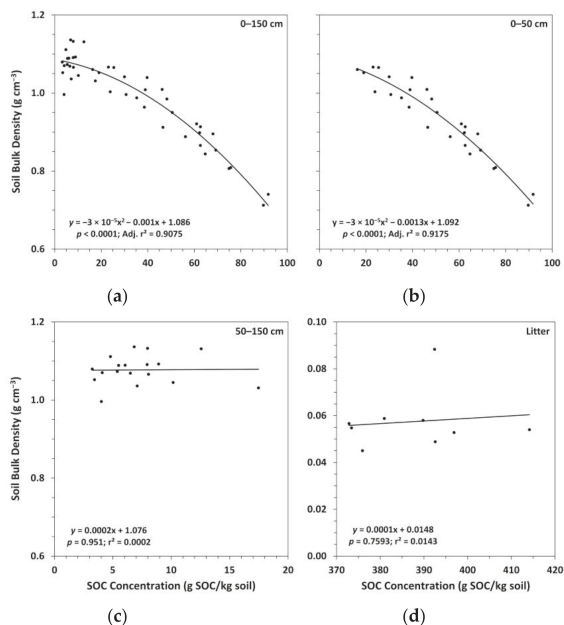 0–150 cm
Soil Bulk Density (g cm⁻³)
1.2
1.0
0.8
0.6
y = −3 × 10⁻⁵x² − 0.001x + 1.086
p < 0.0001; Adj. r² = 0.9075
0 20 40 60 80 100
(a)
0–50 cm
y = −3 × 10⁻⁵x² − 0.0013x + 1.092
p < 0.0001; Adj. r² = 0.9175
0 20 40 60 80 100
(b)
50–150 cm
Soil Bulk Density (g cm⁻³)
1.2
1.0
0.8
0.6
y = 0.0002x + 1.076
p = 0.951; r² = 0.0002
0 5 10 15 20
SOC Concentration (g SOC/kg soil)
(c)
Litter
0.10
0.08
0.06
0.04
0.02
0.00
y = 0.0001x + 0.0148
p = 0.7593; r² = 0.0143
370 380 390 400 410 420
SOC Concentration (g SOC/kg soil)
(d)